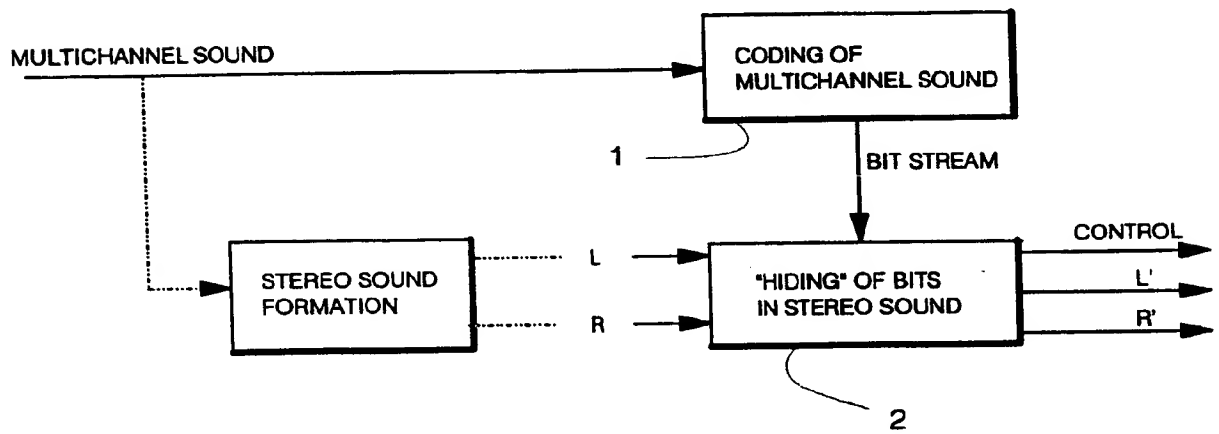 MULTICHANNEL SOUND
CODING OF
MULTICHANNEL SOUND
1
BIT STREAM
STEREO SOUND
FORMATION
L
R
"HIDING" OF BITS
IN STEREO SOUND
CONTROL
L'
R'
2